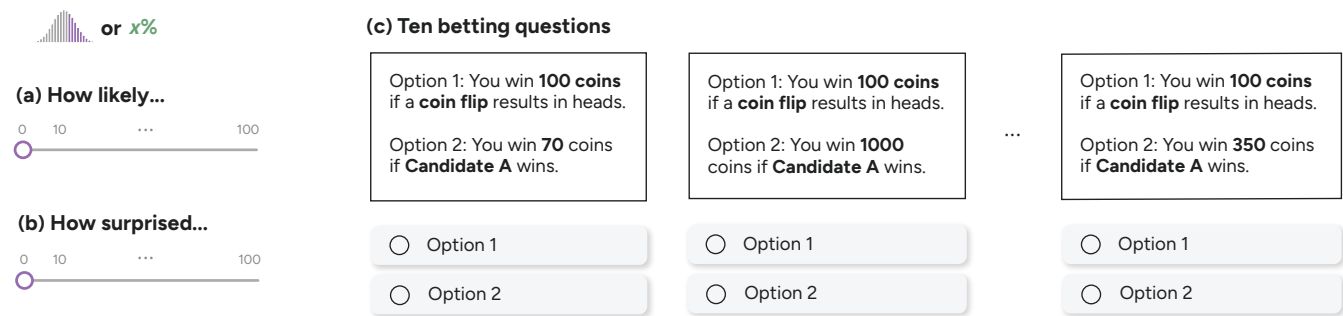 or x%
(a) How likely...
0 10 ... 100
(b) How surprised...
0 10 ... 100
(c) Ten betting questions
Option 1: You win 100 coins
if a coin flip results in heads.
Option 2: You win 70 coins
if Candidate A wins.
Option 1
Option 2
Option 1: You win 100 coins
if a coin flip results in heads.
Option 2: You win 1000
coins if Candidate A wins.
Option 1
Option 2
...
Option 1: You win 100 coins
if a coin flip results in heads.
Option 2: You win 350 coins
if Candidate A wins.
Option 1
Option 2